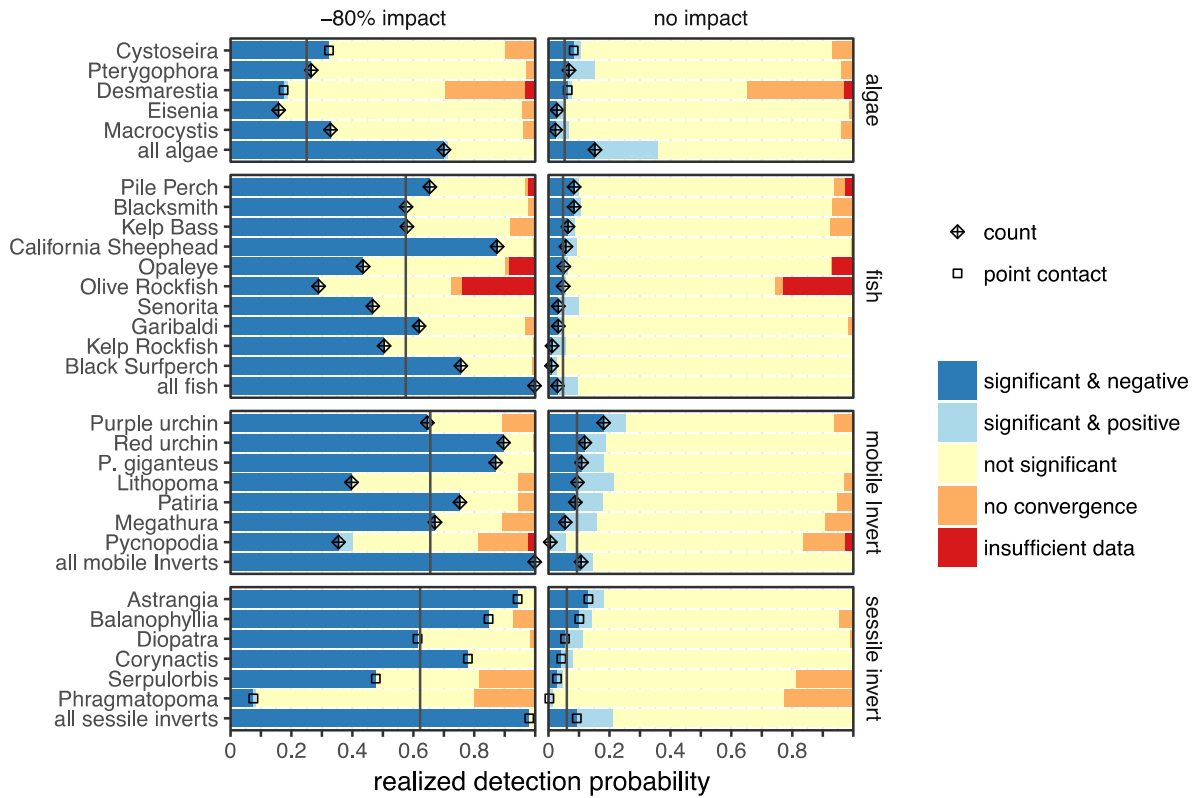 −80% impact
no impact
Cystoseira
Pterygophora
Desmarestia
Eisenia
Macrocystis
all algae
algae
Pile Perch
Blacksmith
Kelp Bass
California Sheephead
Opaleye
Olive Rockfish
Senorita
Garibaldi
Kelp Rockfish
Black Surfperch
all fish
fish
Purple urchin
Red urchin
P. giganteus
Lithopoma
Patiria
Megathura
Pycnopodia
all mobile Inverts
mobile Invert
Astrangia
Balanophyllia
Diopatra
Corynactis
Serpulorbis
Phragmatopoma
all sessile inverts
sessile invert
0 0.2 0.4 0.6 0.8 0 0.2 0.4 0.6 0.8
realized detection probability
count
point contact
significant & negative
significant & positive
not significant
no convergence
insufficient data